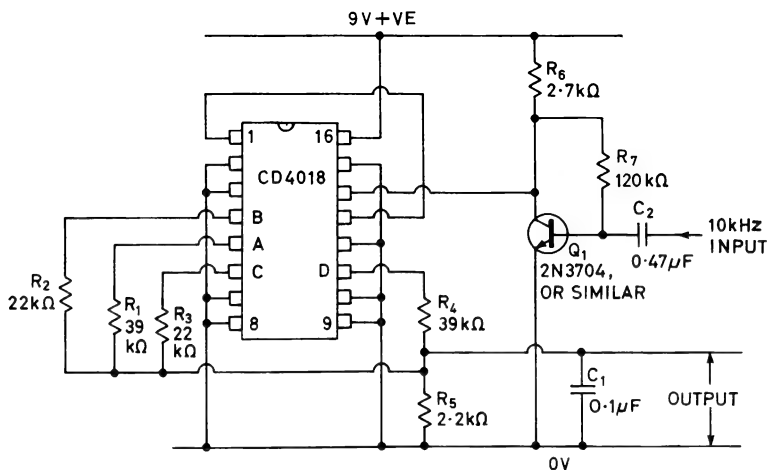 9V+VE
R6
2·7kΩ
1
16
CD4018
R7
120kΩ
B
C2
10kHz
INPUT
A
Q1
0·47μF
2N3704,
OR SIMILAR
C
D
R2
22kΩ
R1
39
kΩ
R3
22
kΩ
R4
39kΩ
8
9
R5
2·2kΩ
C1
0·1μF
OUTPUT
0V